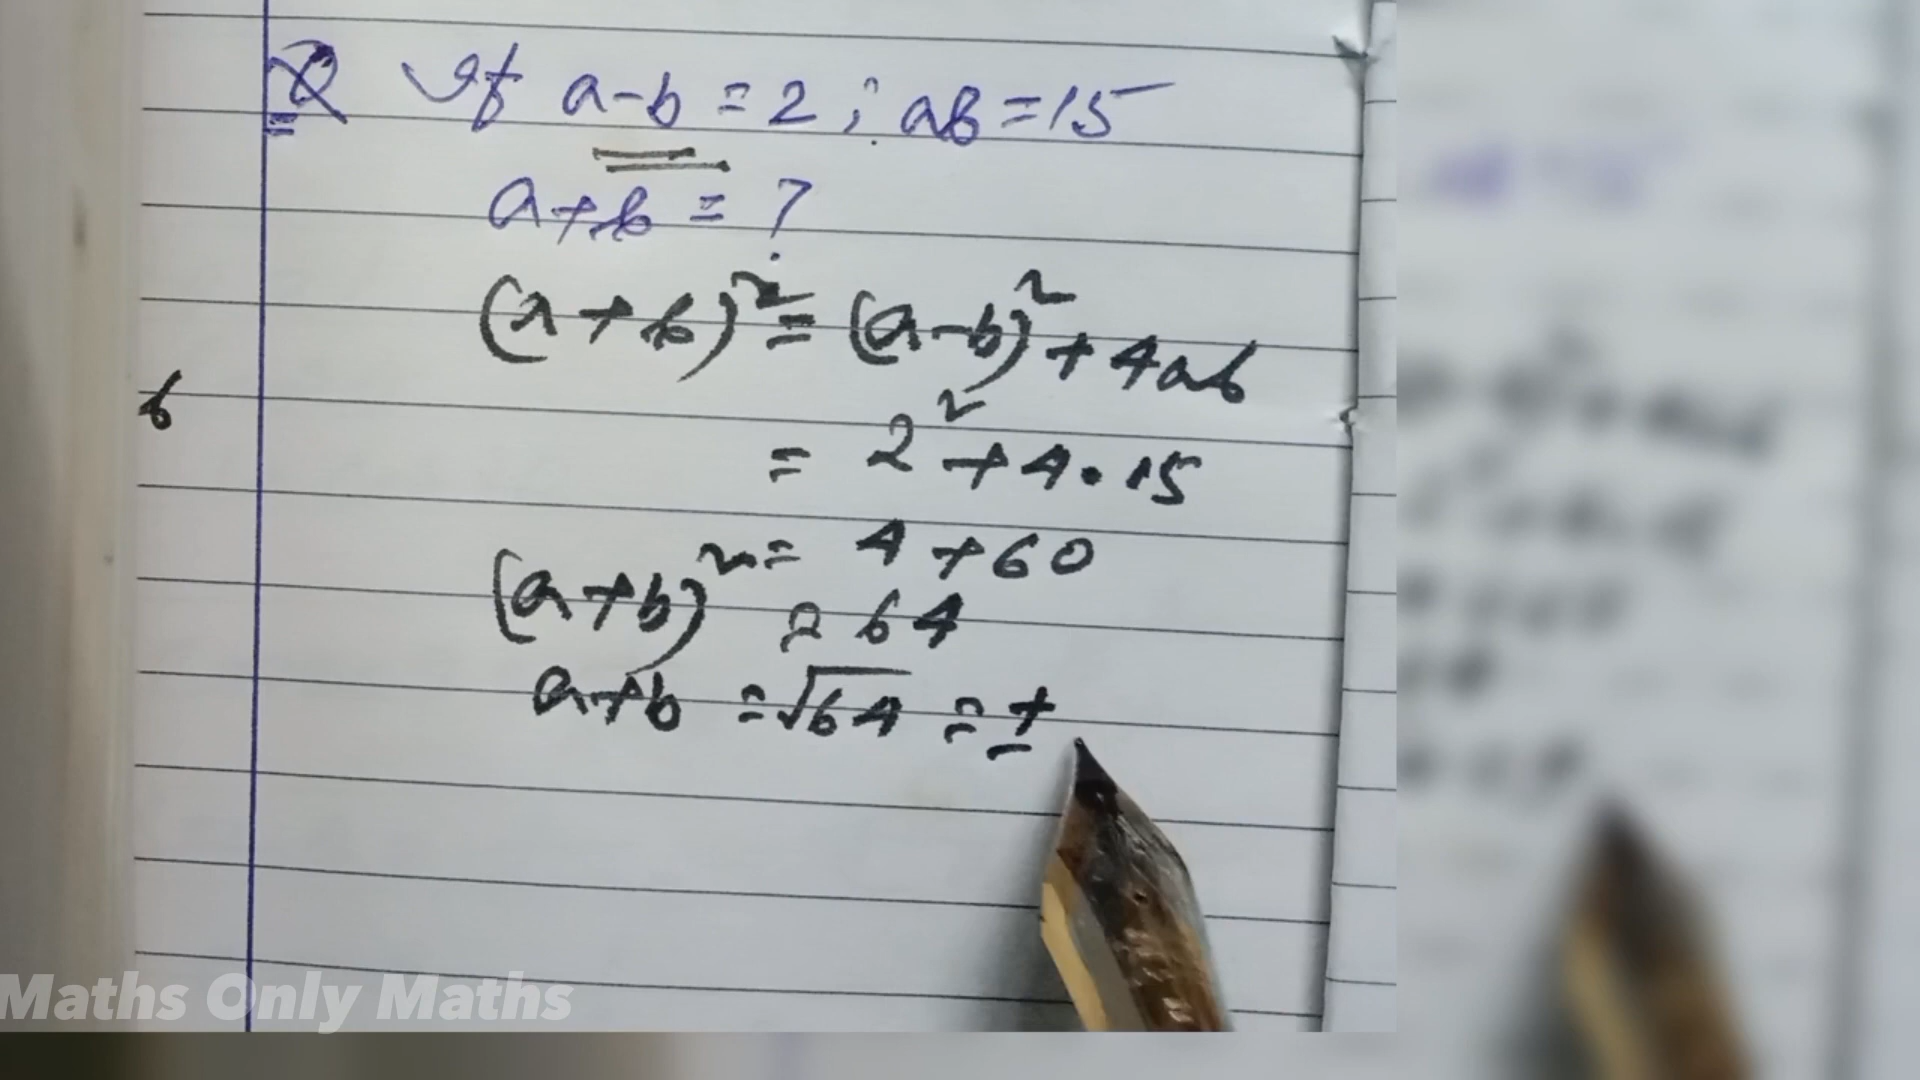 Q If a-b = 2 ; ab = 15
a+b = ?
(a+b)² = (a-b)² + 4ab
b
= 2² + 4·15
= 4 + 60
(a+b)² = 64
a+b = √64 = ±
Maths Only Maths